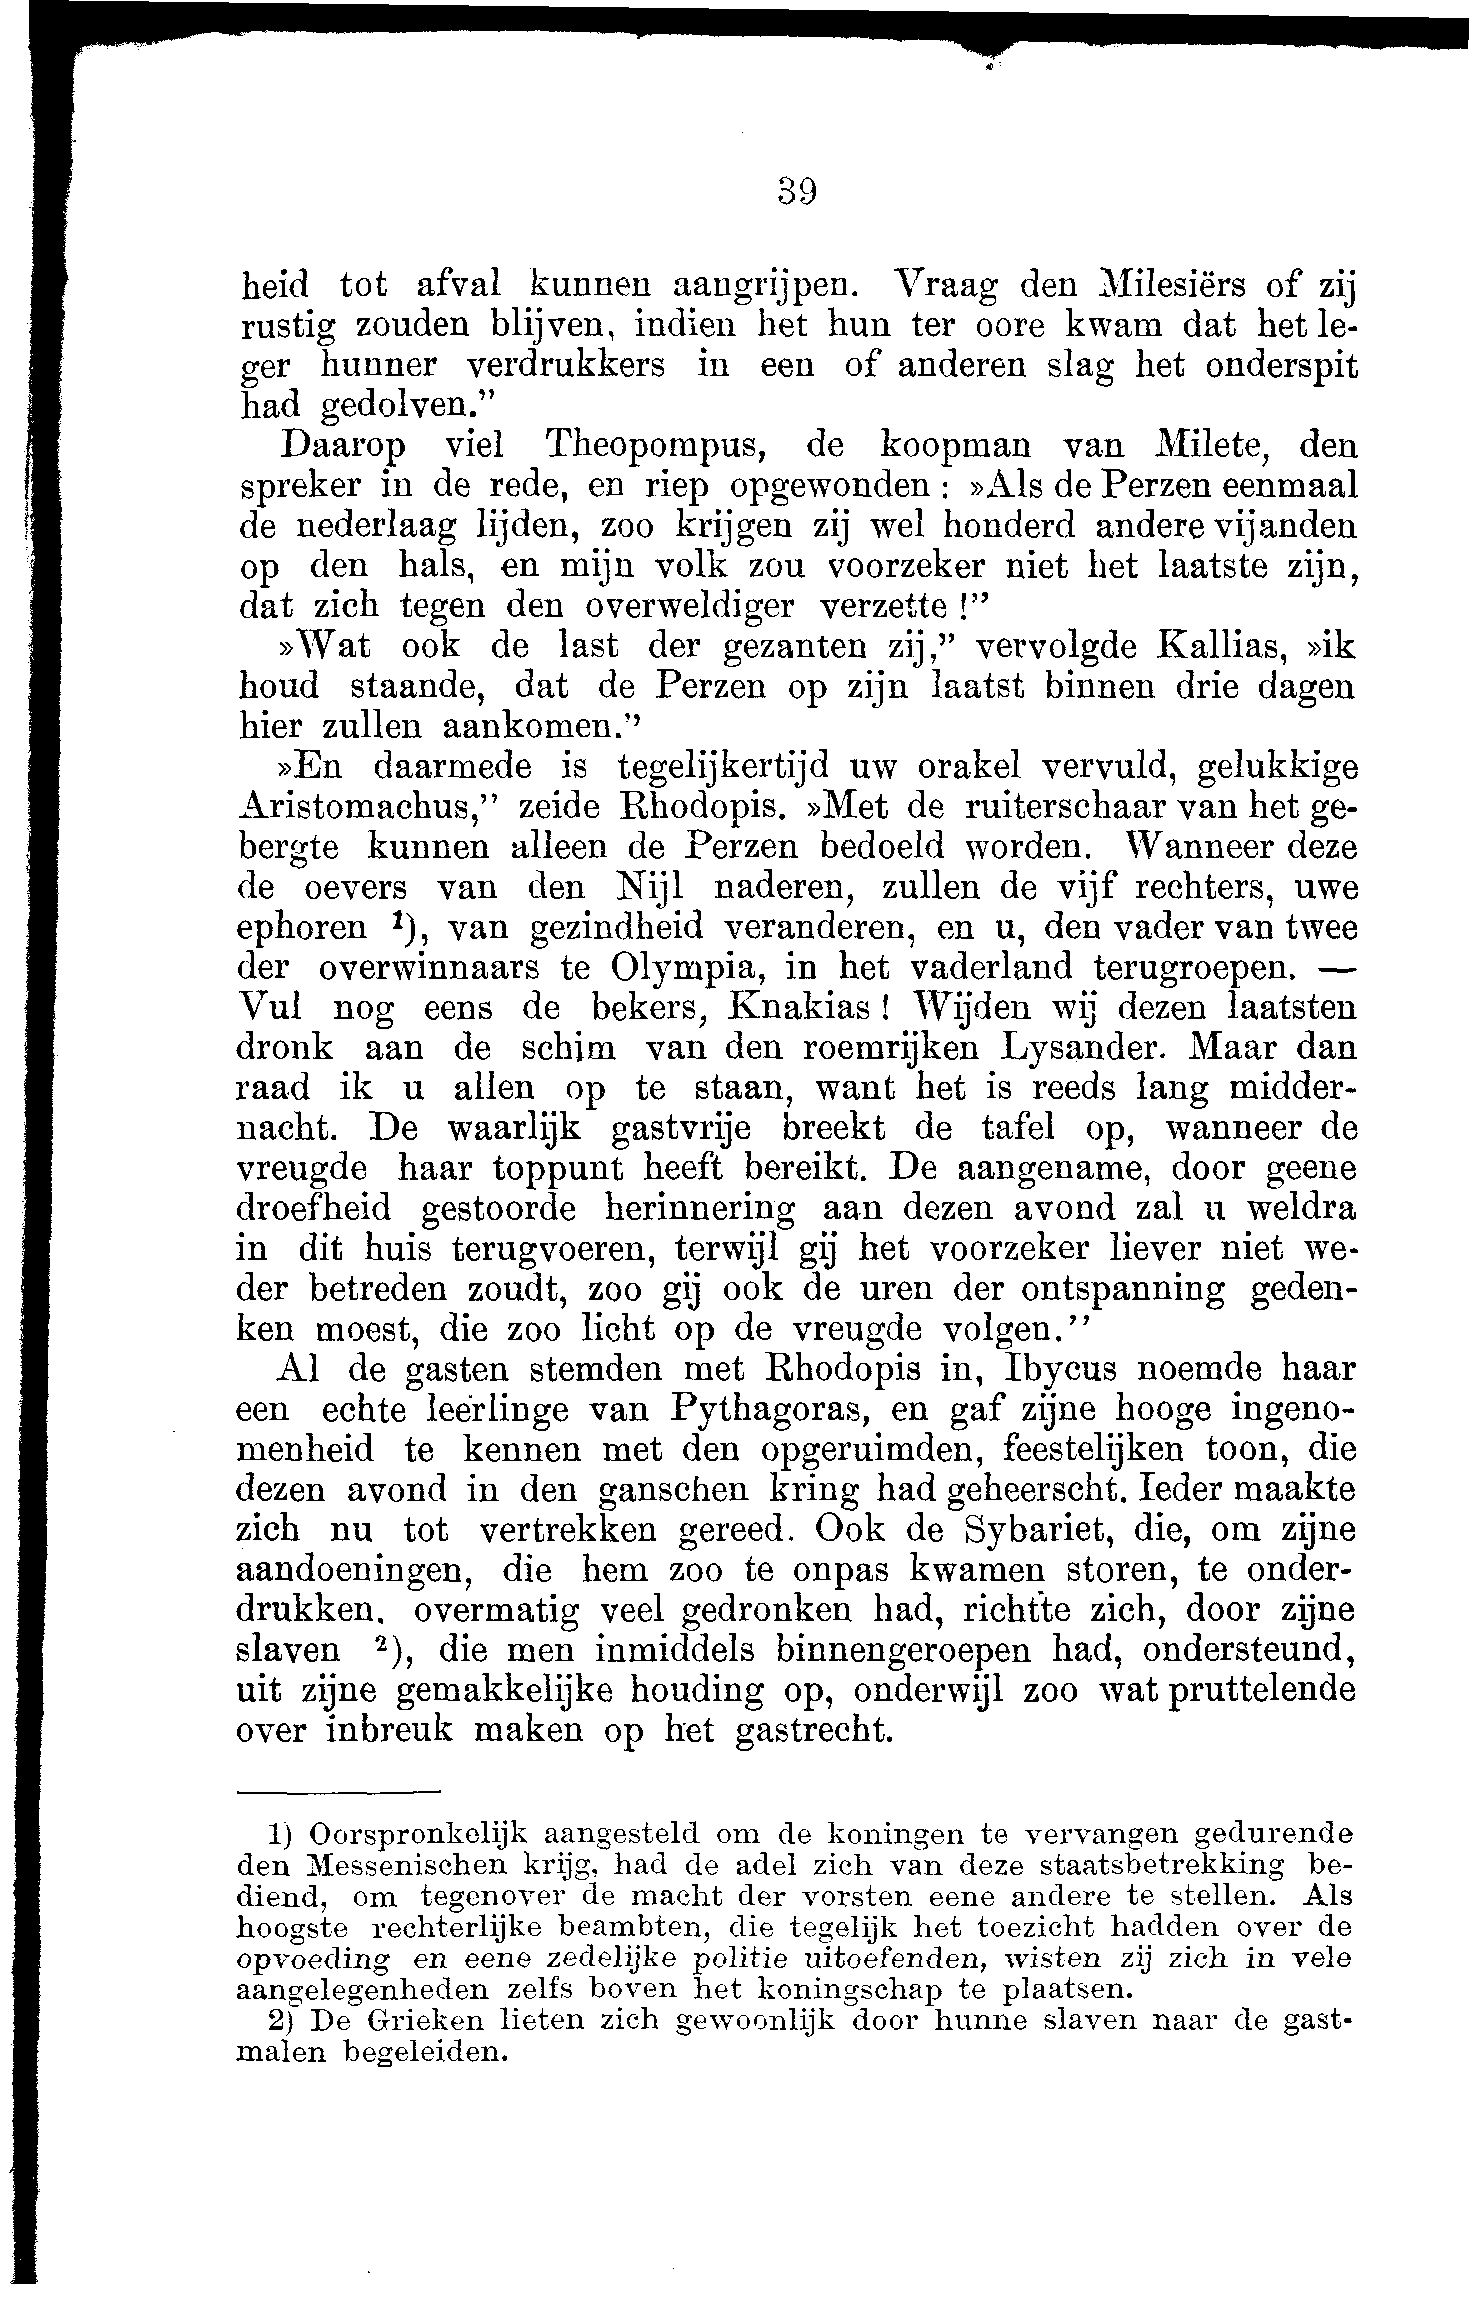 39
heid tot afval kunnen aangrijpen. Vraag den Milesiërs of zij
rustig zouden blijven, indien het hun ter oore kwam dat het le-
ger hunner verdrukkers in een of anderen slag het onderspit
had gedolven.”
Daarop viel Theopompus, de koopman van Milete, den
spreker in de rede, en riep opgewonden : »Als de Perzen eenmaal
de nederlaag lijden, zoo krijgen zij wel honderd andere vijanden
op den hals, en mijn volk zou voorzeker niet het laatste zijn,
dat zich tegen den overweldiger verzette !”
»Wat ook de last der gezanten zij,” vervolgde Kallias, »ik
houd staande, dat de Perzen op zijn laatst binnen drie dagen
hier zullen aankomen.”
»En daarmede is tegelijkertijd uw orakel vervuld, gelukkige
Aristomachus,” zeide Rhodopis. »Met de ruiterschaar van het ge-
bergte kunnen alleen de Perzen bedoeld worden. Wanneer deze
de oevers van den Nijl naderen, zullen de vijf rechters, uwe
ephoren ¹), van gezindheid veranderen, en u, den vader van twee
der overwinnaars te Olympia, in het vaderland terugroepen. —
Vul nog eens de bekers, Knakias ! Wijden wij dezen laatsten
dronk aan de schim van den roemrijken Lysander. Maar dan
raad ik u allen op te staan, want het is reeds lang midder-
nacht. De waarlijk gastvrije breekt de tafel op, wanneer de
vreugde haar toppunt heeft bereikt. De aangename, door geene
droefheid gestoorde herinnering aan dezen avond zal u weldra
in dit huis terugvoeren, terwijl gij het voorzeker liever niet we-
der betreden zoudt, zoo gij ook de uren der ontspanning geden-
ken moest, die zoo licht op de vreugde volgen.”
Al de gasten stemden met Rhodopis in, Ibycus noemde haar
een echte leerlinge van Pythagoras, en gaf zijne hooge ingeno-
menheid te kennen met den opgeruimden, feestelijken toon, die
dezen avond in den ganschen kring had geheerscht. Ieder maakte
zich nu tot vertrekken gereed. Ook de Sybariet, die, om zijne
aandoeningen, die hem zoo te onpas kwamen storen, te onder-
drukken, overmatig veel gedronken had, richtte zich, door zijne
slaven ²), die men inmiddels binnengeroepen had, ondersteund,
uit zijne gemakkelijke houding op, onderwijl zoo wat pruttelende
over inbreuk maken op het gastrecht.
1) Oorspronkelijk aangesteld om de koningen te vervangen gedurende
den Messenischen krijg, had de adel zich van deze staatsbetrekking be-
diend, om tegenover de macht der vorsten eene andere te stellen. Als
hoogste rechterlijke beambten, die tegelijk het toezicht hadden over de
opvoeding en eene zedelijke politie uitoefenden, wisten zij zich in vele
aangelegenheden zelfs boven het koningschap te plaatsen.
2) De Grieken lieten zich gewoonlijk door hunne slaven naar de gast-
malen begeleiden.